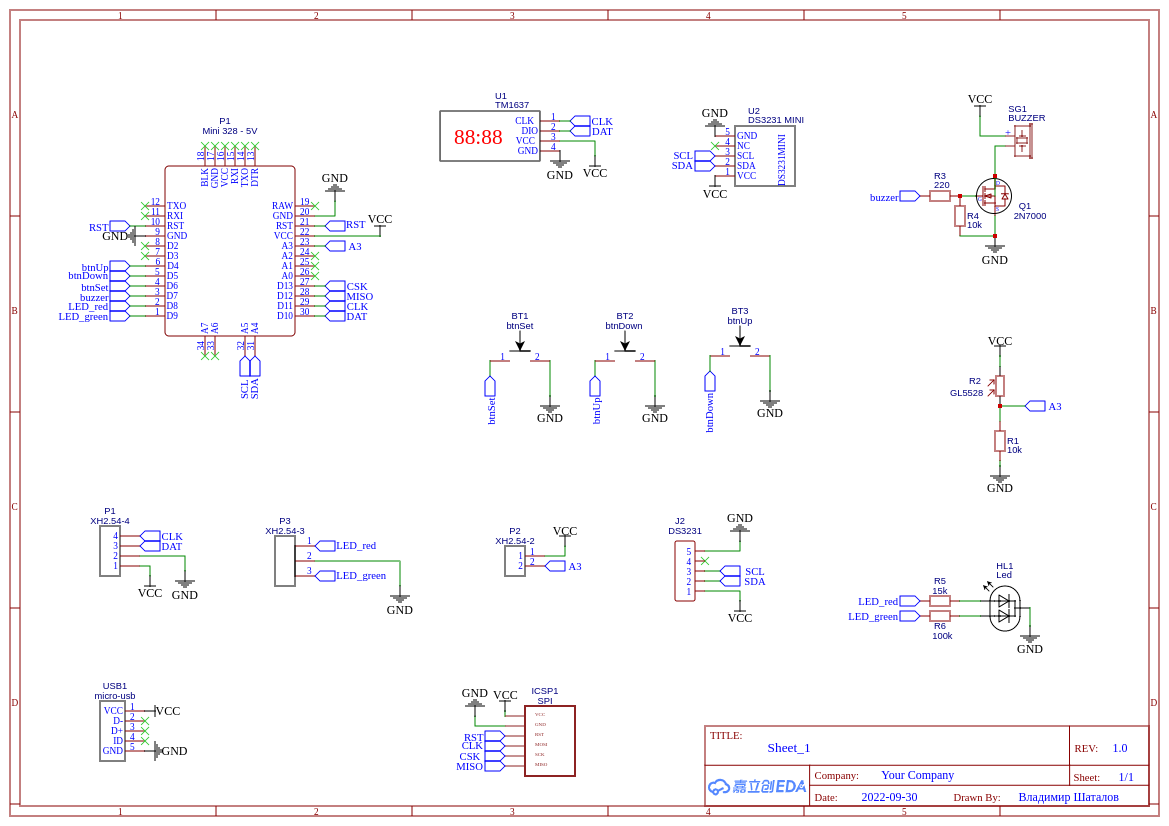 1 2 3 4 5
A A
B B
C C
D D
P1
Mini 328 - 5V
18 17 16 15 14 13
BLK GND VCC RXI TXO DTR
12 TXO
11 RXI
RST 10 RST
GND 9 GND
8 D2
7 D3
btnUp 6 D4
btnDown 5 D5
btnSet 4 D6
buzzer 3 D7
LED_red 2 D8
LED_green 1 D9
RAW 19
GND 20 GND
RST 21 RST
VCC 22 VCC
A3 23 A3
A2 24
A1 25
A0 26
D13 27 CSK
D12 28 MISO
D11 29 CLK
D10 30 DAT
A7 A6 A5 A4
34 33 32 31
SCL SDA
U1
TM1637
88:88
CLK 1 CLK
DIO 2 DAT
VCC 3
GND 4
GND VCC
U2
DS3231 MINI
GND
5 GND
4 NC
SCL 3 SCL
SDA 2 SDA
1 VCC
VCC
DS3231MINI
VCC
SG1
BUZZER
+
buzzer
R3
220
R4
10k
Q1
2N7000
GND
BT1
btnSet
1 2
btnSet
GND
BT2
btnDown
1 2
btnUp
GND
BT3
btnUp
1 2
btnDown
GND
VCC
R2
GL5528
A3
R1
10k
GND
P1
XH2.54-4
4 CLK
3 DAT
2
1
VCC GND
P3
XH2.54-3
1 LED_red
2
3 LED_green
GND
P2
XH2.54-2
VCC
1 1
2 2 A3
J2
DS3231
GND
5
4
3 SCL
2 SDA
1
VCC
HL1
Led
LED_red
R5
15k
LED_green
R6
100k
GND
USB1
micro-usb
VCC 1 VCC
D- 2
D+ 3
ID 4
GND 5 GND
GND VCC
ICSP1
SPI
VCC
GND
RST RST
CLK MOM
CSK SCK
MISO MISO
TITLE:
Sheet_1
REV: 1.0
嘉立创EDA
Company: Your Company
Sheet: 1/1
Date: 2022-09-30
Drawn By: Владимир Шаталов
1 2 3 4 5